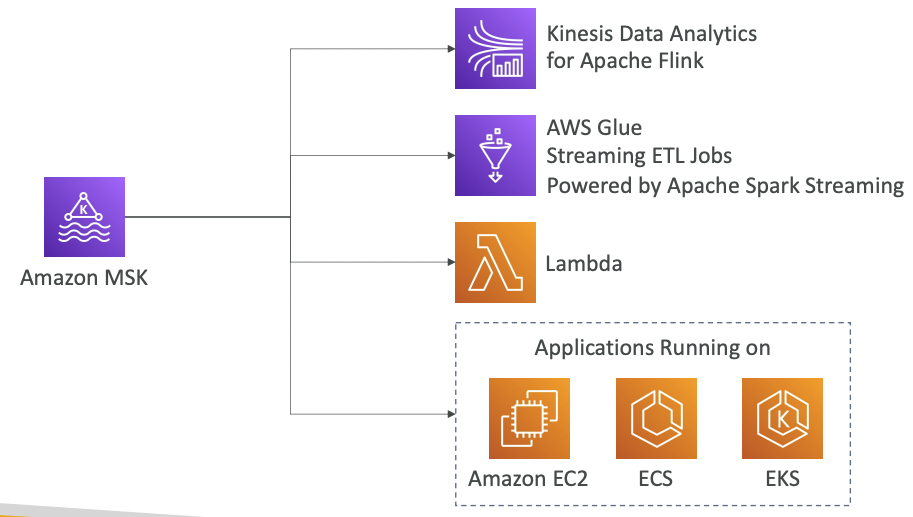 Kinesis Data Analytics
for Apache Flink
AWS Glue
Streaming ETL Jobs
Powered by Apache Spark Streaming
K
Amazon MSK
Lambda
Applications Running on
K
Amazon EC2
ECS
EKS